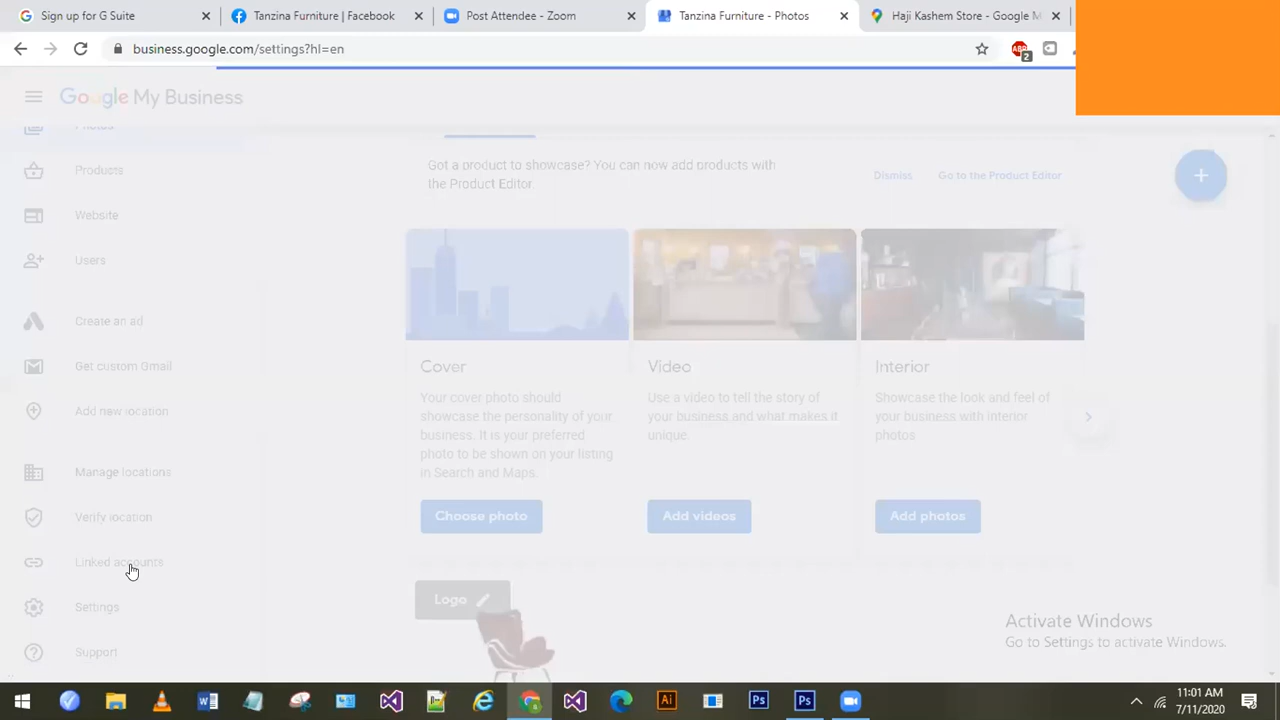 Sign up for G Suite
Tanzina Furniture | Facebook
Post Attendee - Zoom
Tanzina Furniture - Photos
Haji Kashem Store - Google M
business.google.com/settings?hl=en
ABP
2
Google My Business
Photos
Products
Website
Users
Create an ad
Get custom Gmail
Add new location
Manage locations
Verify location
Linked accounts
Settings
Support
Got a product to showcase? You can now add products with
the Product Editor.
Dismiss
Go to the Product Editor
Cover
Your cover photo should
showcase the personality of your
business. It is your preferred
photo to be shown on your listing
in Search and Maps.
Choose photo
Video
Use a video to tell the story of
your business and what makes it
unique.
Add videos
Interior
Showcase the look and feel of
your business with interior
photos
Add photos
Logo
Activate Windows
Go to Settings to activate Windows.
Ai
Ps
Ps
11:01 AM
7/11/2020